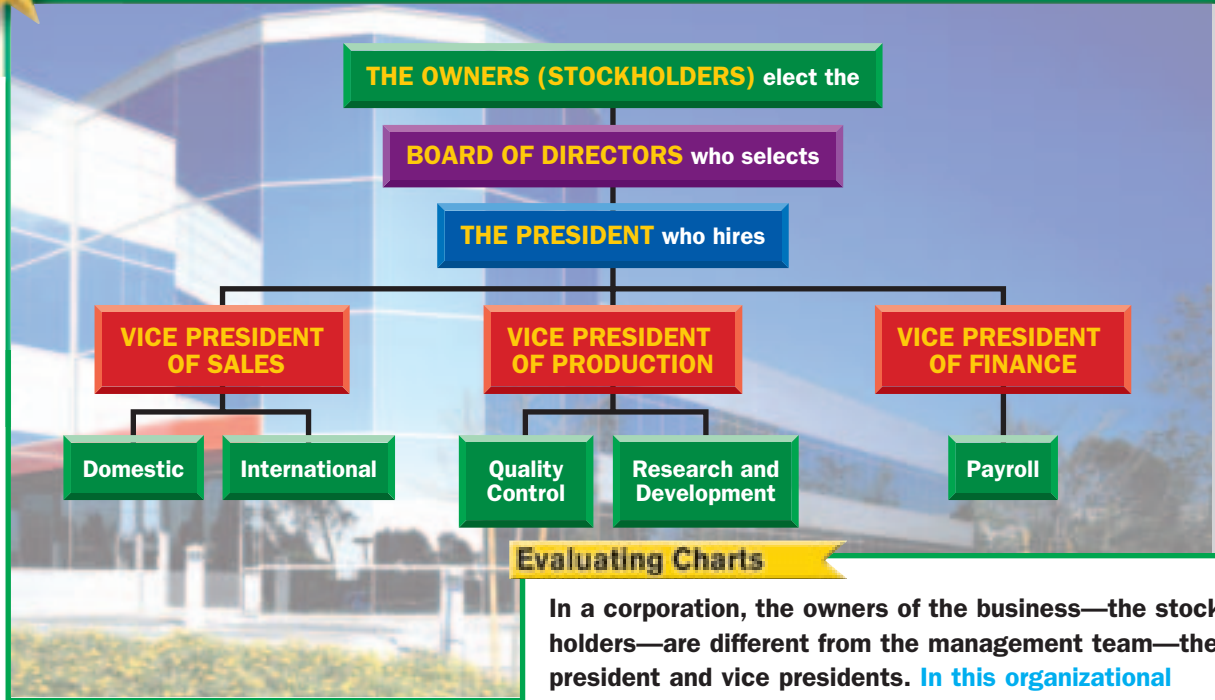 THE OWNERS (STOCKHOLDERS) elect the
BOARD OF DIRECTORS who selects
THE PRESIDENT who hires
VICE PRESIDENT
OF SALES
VICE PRESIDENT
OF PRODUCTION
VICE PRESIDENT
OF FINANCE
Domestic
International
Quality
Control
Research and
Development
Payroll
Evaluating Charts
In a corporation, the owners of the business—the stock
holders—are different from the management team—the
president and vice presidents. In this organizational